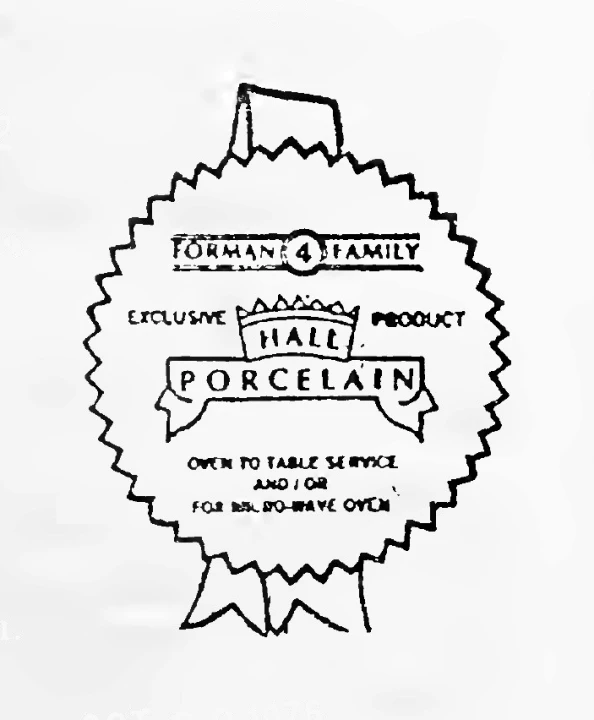 FORMAN 4 FAMILY
EXCLUSIVE HALL PRODUCT
PORCELAIN
OVEN TO TABLE SERVICE
AND / OR
FOR MICRO-WAVE OVEN